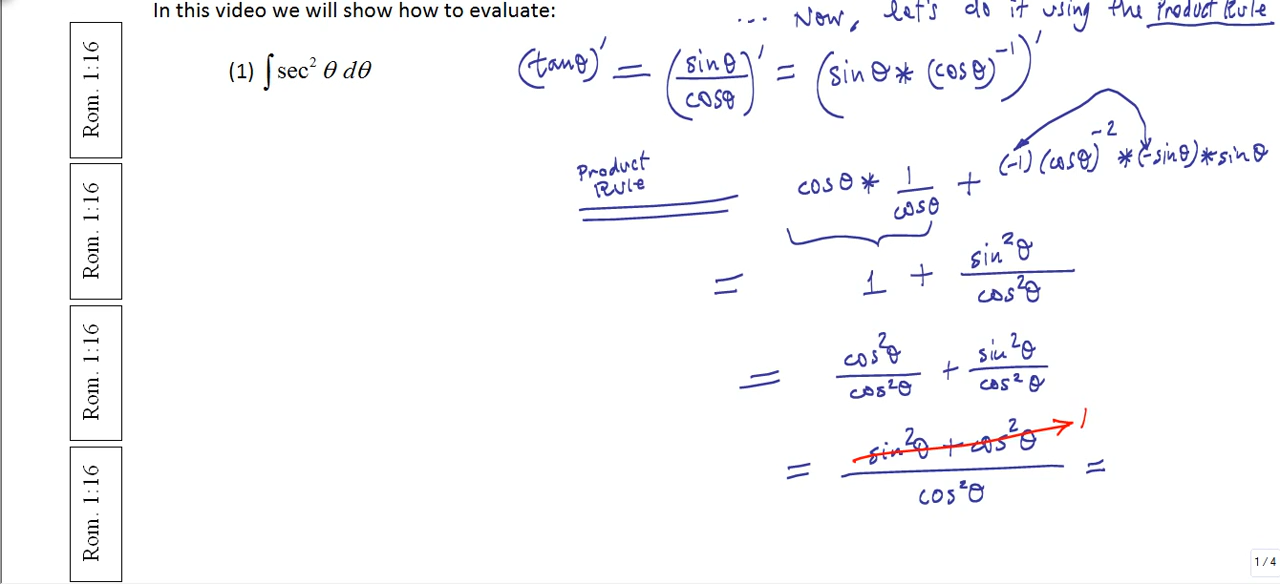 In this video we will show how to evaluate:
... Now, let's do it using the Product Rule
(1) ∫ sec² θ dθ
(tanθ)' = (sinθ/cosθ)' = (sinθ * (cosθ)⁻¹)'
Product Rule
cosθ * 1/cosθ + (-1)(cosθ)⁻² * (-sinθ) * sinθ
= 1 + sin²θ/cos²θ
= cos²θ/cos²θ + sin²θ/cos²θ
= sin²θ + cos²θ/cos²θ =
1
Rom. 1:16
Rom. 1:16
Rom. 1:16
Rom. 1:16
1/4